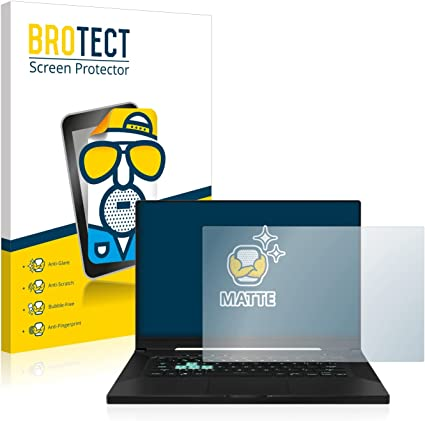 BROTECT
Screen Protector
Anti-Glare
Anti-Scratch
Bubble-Free
Anti-Fingerprint
MATTE